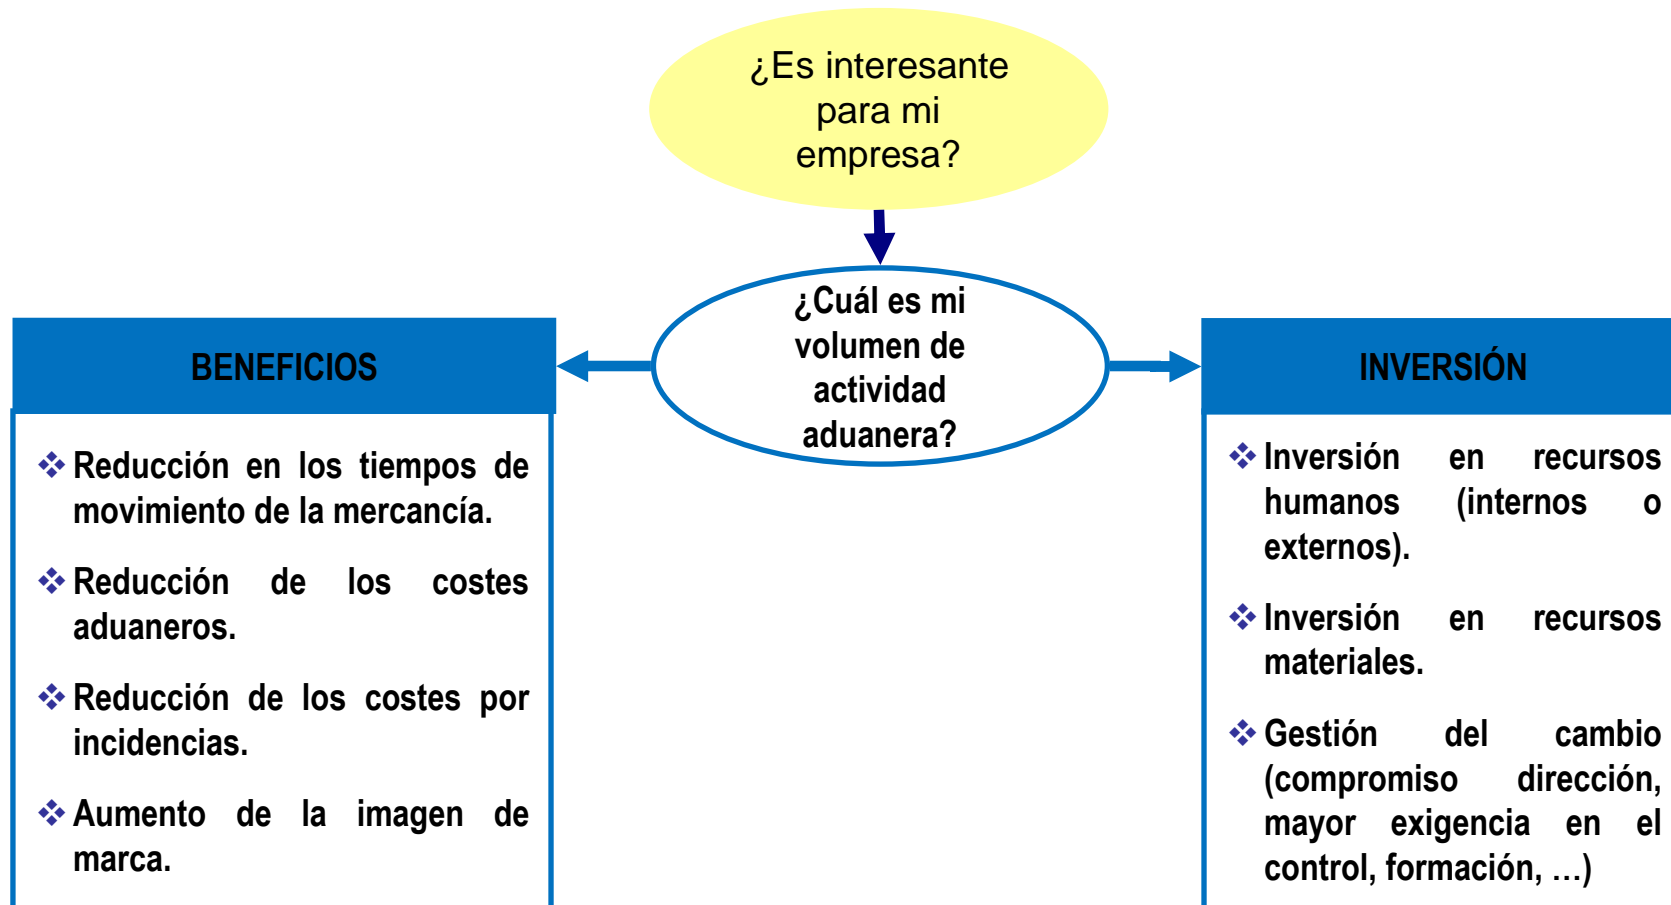 ¿Es interesante
para mi
empresa?
¿Cuál es mi
volumen de
actividad
aduanera?
BENEFICIOS
Reducción en los tiempos de
movimiento de la mercancía.
Reducción de los costes
aduaneros.
Reducción de los costes por
incidencias.
Aumento de la imagen de
marca.
INVERSIÓN
Inversión en recursos
humanos (internos o
externos).
Inversión en recursos
materiales.
Gestión del cambio
(compromiso dirección,
mayor exigencia en el
control, formación, …)